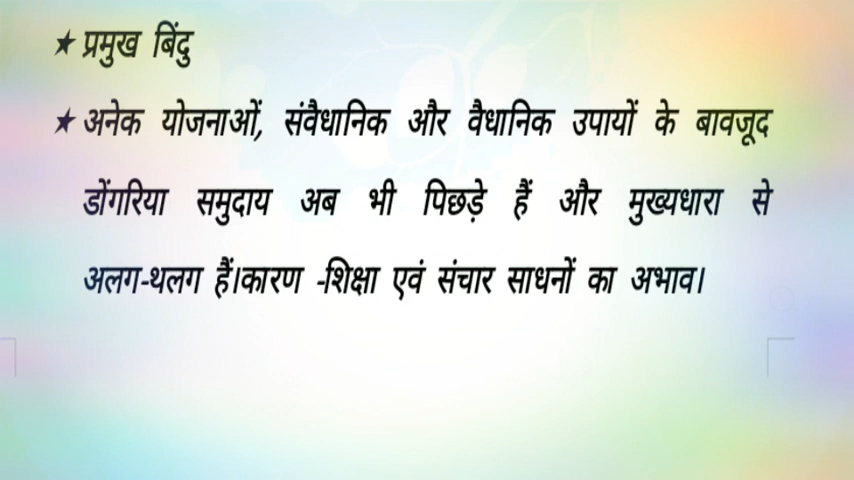 ★ प्रमुख बिंदु
★ अनेक योजनाओं, संवैधानिक और वैधानिक उपायों के बावजूद
डोंगरिया समुदाय अब भी पिछड़े हैं और मुख्यधारा से
अलग-थलग हैं।कारण -शिक्षा एवं संचार साधनों का अभाव।